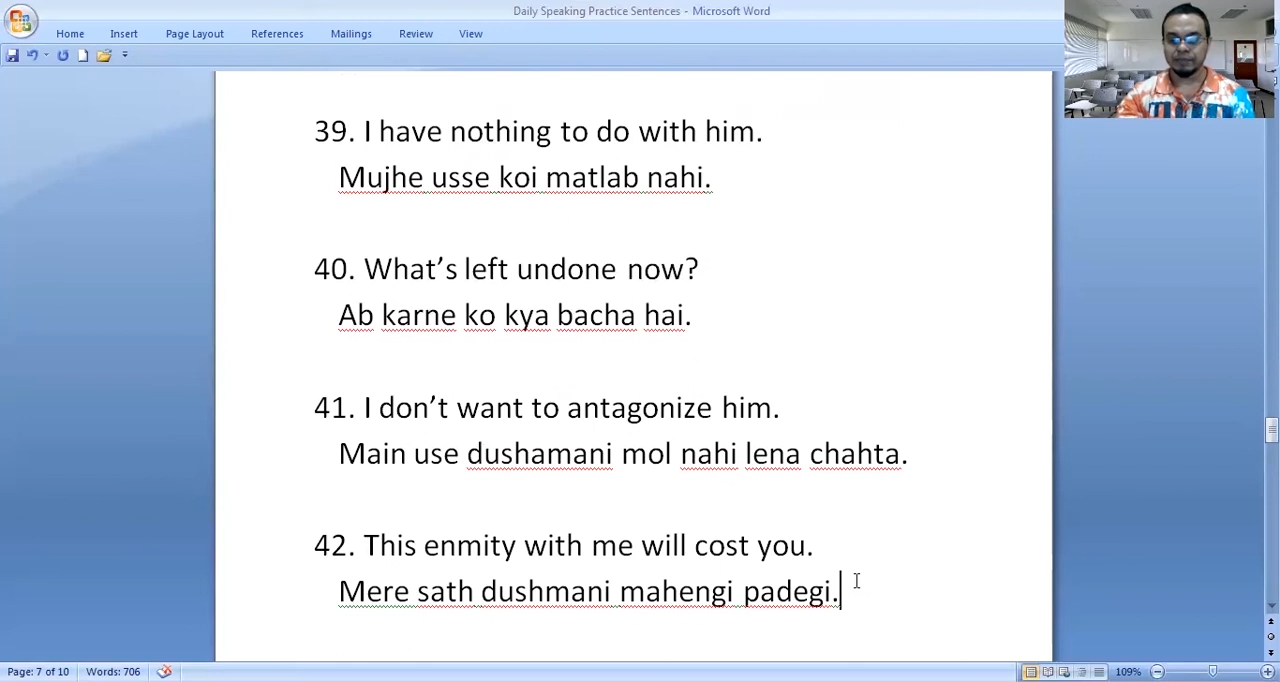 Daily Speaking Practice Sentences - Microsoft Word
Home Insert Page Layout References Mailings Review View
39. I have nothing to do with him.
Mujhe usse koi matlab nahi.
40. What’s left undone now?
Ab karne ko kya bacha hai.
41. I don’t want to antagonize him.
Main use dushamani mol nahi lena chahta.
42. This enmity with me will cost you.
Mere sath dushmani mahengi padegi.
Page: 7 of 10 Words: 706 109%